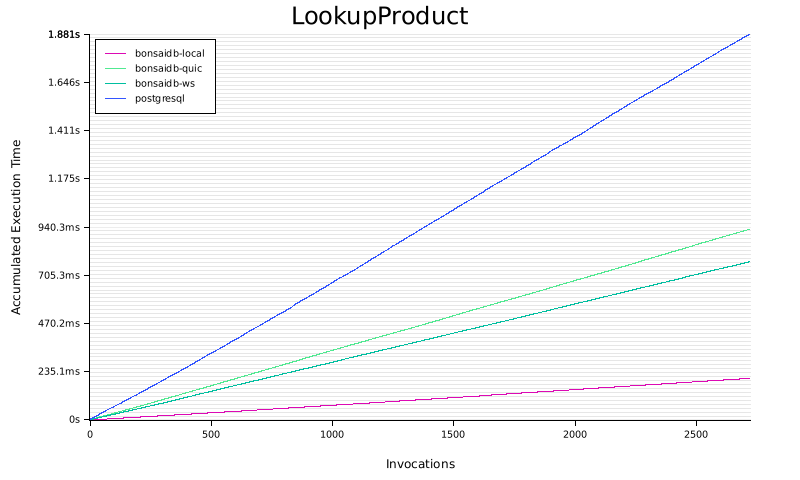 LookupProduct
bonsaidb-local
bonsaidb-quic
bonsaidb-ws
postgresql
Accumulated Execution Time
1.881s
1.646s
1.411s
1.175s
940.3ms
705.3ms
470.2ms
235.1ms
0s
0 500 1000 1500 2000 2500
Invocations